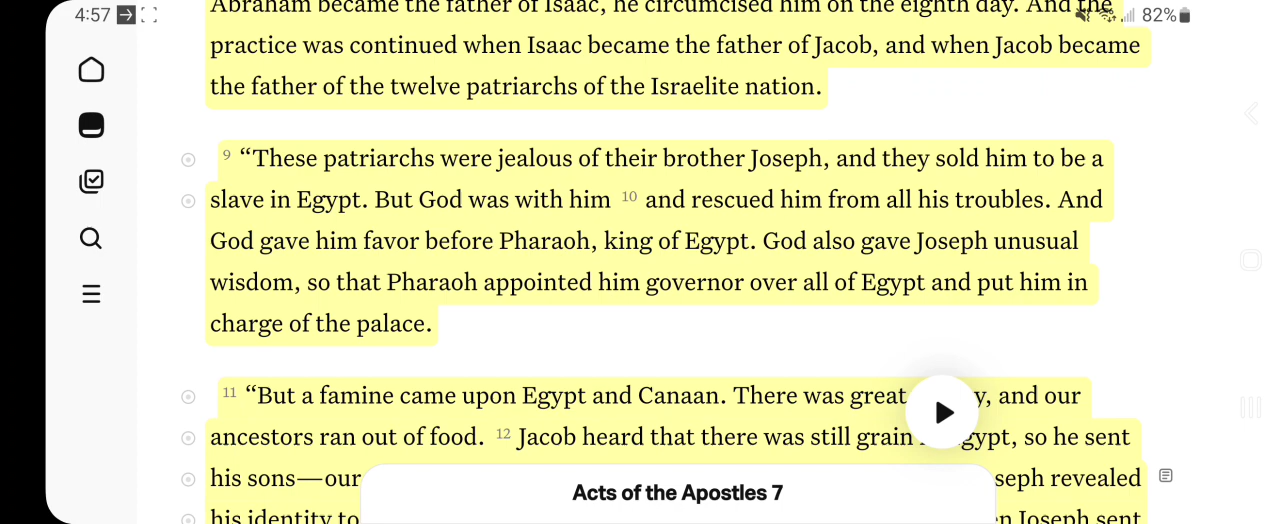 4:57
82%
Abraham became the father of Isaac, he circumcised him on the eighth day. And the
practice was continued when Isaac became the father of Jacob, and when Jacob became
the father of the twelve patriarchs of the Israelite nation.
9 “These patriarchs were jealous of their brother Joseph, and they sold him to be a
slave in Egypt. But God was with him 10 and rescued him from all his troubles. And
God gave him favor before Pharaoh, king of Egypt. God also gave Joseph unusual
wisdom, so that Pharaoh appointed him governor over all of Egypt and put him in
charge of the palace.
11 “But a famine came upon Egypt and Canaan. There was great y, and our
ancestors ran out of food. 12 Jacob heard that there was still grain gypt, so he sent
his sons—our seph revealed
his identity to n Joseph sent
Acts of the Apostles 7